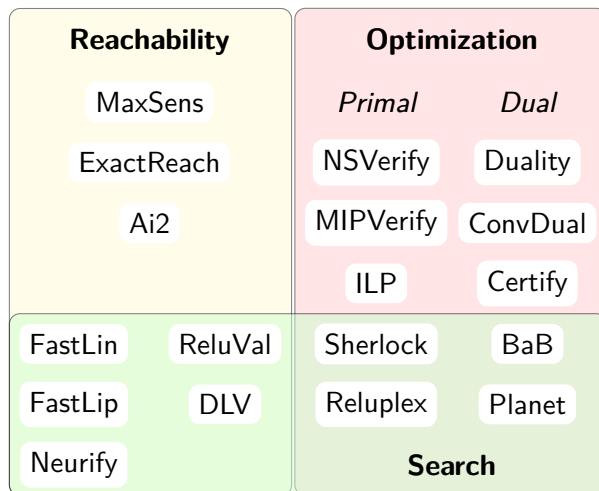 Reachability
MaxSens
ExactReach
Ai2
Optimization
Primal Dual
NSVerify Duality
MIPVerify ConvDual
ILP Certify
FastLin ReluVal
FastLip DLV
Neurify
Sherlock BaB
Reluplex Planet
Search